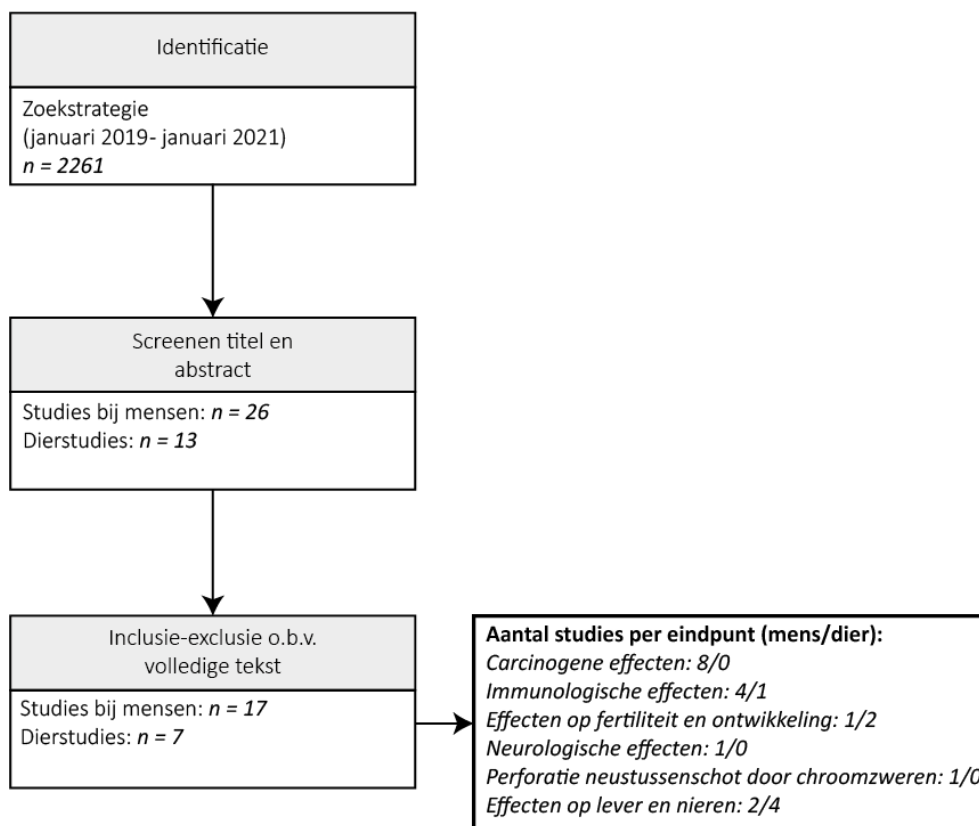 Identificatie
Zoekstrategie
(januari 2019- januari 2021)
n = 2261
Screenen titel en
abstract
Studies bij mensen: n = 26
Dierstudies: n = 13
Inclusie-exclusie o.b.v.
volledige tekst
Studies bij mensen: n = 17
Dierstudies: n = 7
Aantal studies per eindpunt (mens/dier):
Carcinogene effecten: 8/0
Immunologische effecten: 4/1
Effecten op fertiliteit en ontwikkeling: 1/2
Neurologische effecten: 1/0
Perforatie neustussenschot door chroomzweren: 1/0
Effecten op lever en nieren: 2/4